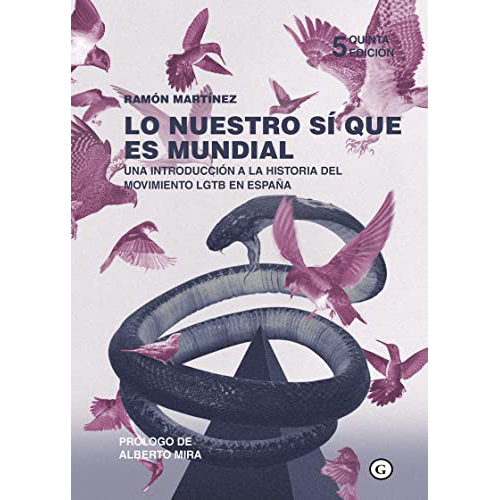 5 QUINTA
EDICIÓN
RAMÓN MARTÍNEZ
LO NUESTRO SÍ QUE
ES MUNDIAL
UNA INTRODUCCIÓN A LA HISTORIA DEL
MOVIMIENTO LGTB EN ESPAÑA
PRÓLOGO DE
ALBERTO MIRA
G